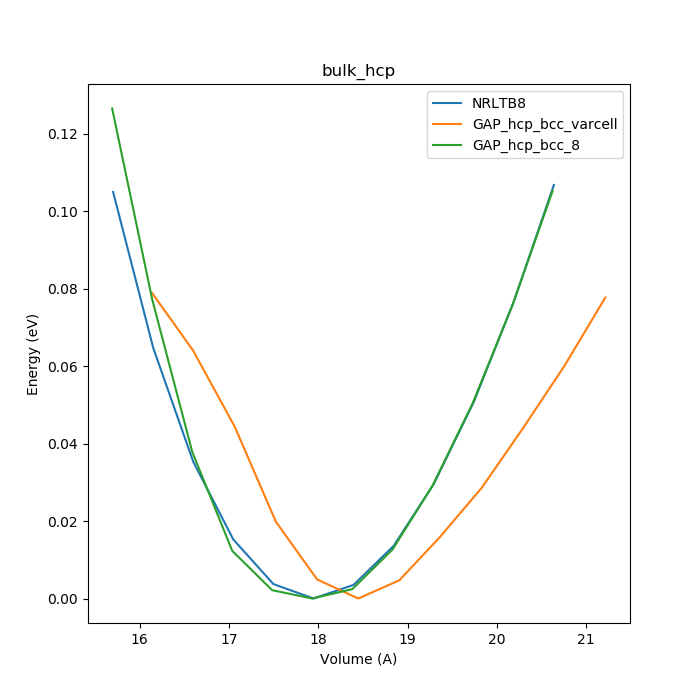 bulk_hcp
NRLTB8
GAP_hcp_bcc_varcell
GAP_hcp_bcc_8
Energy (eV)
0.12
0.10
0.08
0.06
0.04
0.02
0.00
16 17 18 19 20 21
Volume (A)